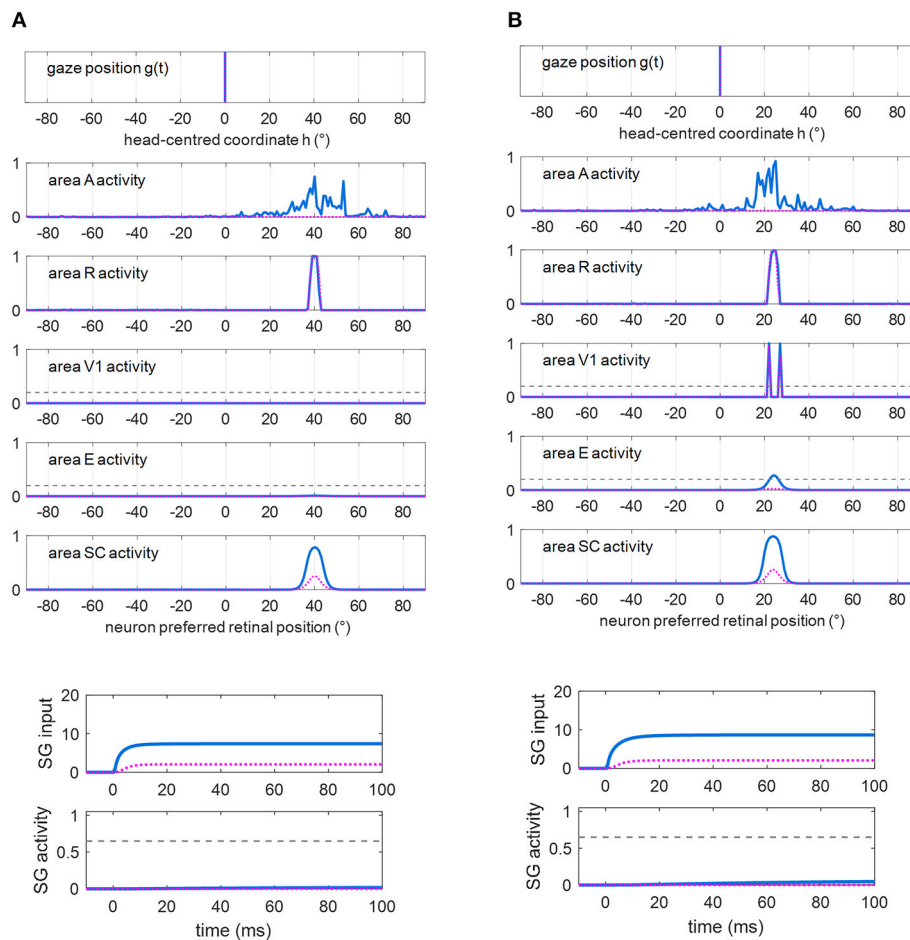 A
gaze position g(t)
-80 -60 -40 -20 0 20 40 60 80
head-centred coordinate h (°)
1
area A activity
0
-80 -60 -40 -20 0 20 40 60 80
1
area R activity
0
-80 -60 -40 -20 0 20 40 60 80
1
area V1 activity
0
-80 -60 -40 -20 0 20 40 60 80
1
area E activity
0
-80 -60 -40 -20 0 20 40 60 80
1
area SC activity
0
-80 -60 -40 -20 0 20 40 60 80
neuron preferred retinal position (°)
SG input
20
10
0
0 20 40 60 80 100
SG activity
1
0.5
0
0 20 40 60 80 100
time (ms)
B
gaze position g(t)
-80 -60 -40 -20 0 20 40 60 80
head-centred coordinate h (°)
1
area A activity
0
-80 -60 -40 -20 0 20 40 60 80
area R activity
0
-80 -60 -40 -20 0 20 40 60 80
1
area V1 activity
0
-80 -60 -40 -20 0 20 40 60 80
1
area E activity
0
-80 -60 -40 -20 0 20 40 60 80
1
area SC activity
0
-80 -60 -40 -20 0 20 40 60 80
neuron preferred retinal position (°)
SG input
20
10
0
0 20 40 60 80 100
SG activity
1
0.5
0
0 20 40 60 80 100
time (ms)